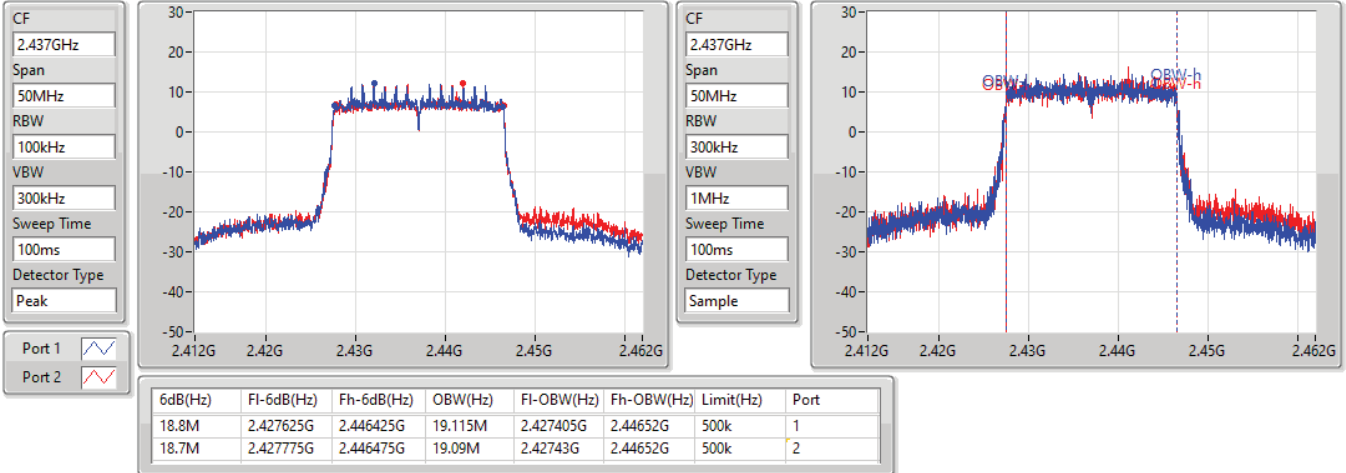 CF
2.437GHz
Span
50MHz
RBW
100kHz
VBW
300kHz
Sweep Time
100ms
Detector Type
Peak
Port 1
Port 2
30
20
10
0
-10
-20
-30
-40
-50
2.412G 2.42G 2.43G 2.44G 2.45G 2.462G
CF
2.437GHz
Span
50MHz
RBW
300kHz
VBW
1MHz
Sweep Time
100ms
Detector Type
Sample
30
20
10
0
-10
-20
-30
-40
-50
OBW-h
OBW-h
2.412G 2.42G 2.43G 2.44G 2.45G 2.462G
6dB(Hz) Fl-6dB(Hz) Fh-6dB(Hz) OBW(Hz) Fl-OBW(Hz) Fh-OBW(Hz) Limit(Hz) Port
18.8M 2.427625G 2.446425G 19.115M 2.427405G 2.44652G 500k 1
18.7M 2.427775G 2.446475G 19.09M 2.42743G 2.44652G 500k 2